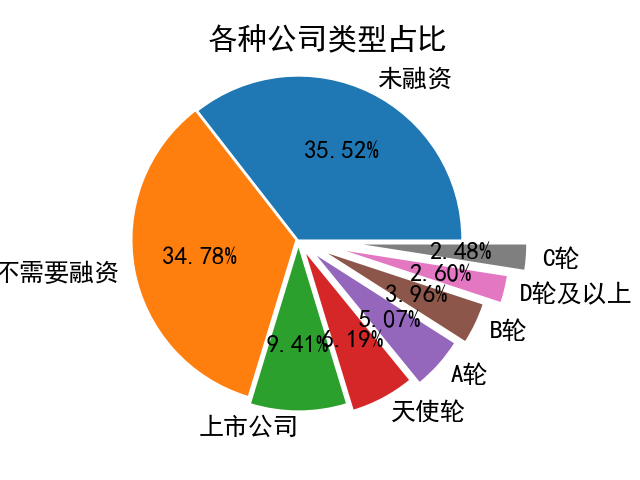 各种公司类型占比
未融资
35.52%
34.78%
不需要融资
9.41%
上市公司
6.19%
天使轮
5.07%
A轮
3.96%
B轮
2.60%
D轮及以上
2.48%
C轮